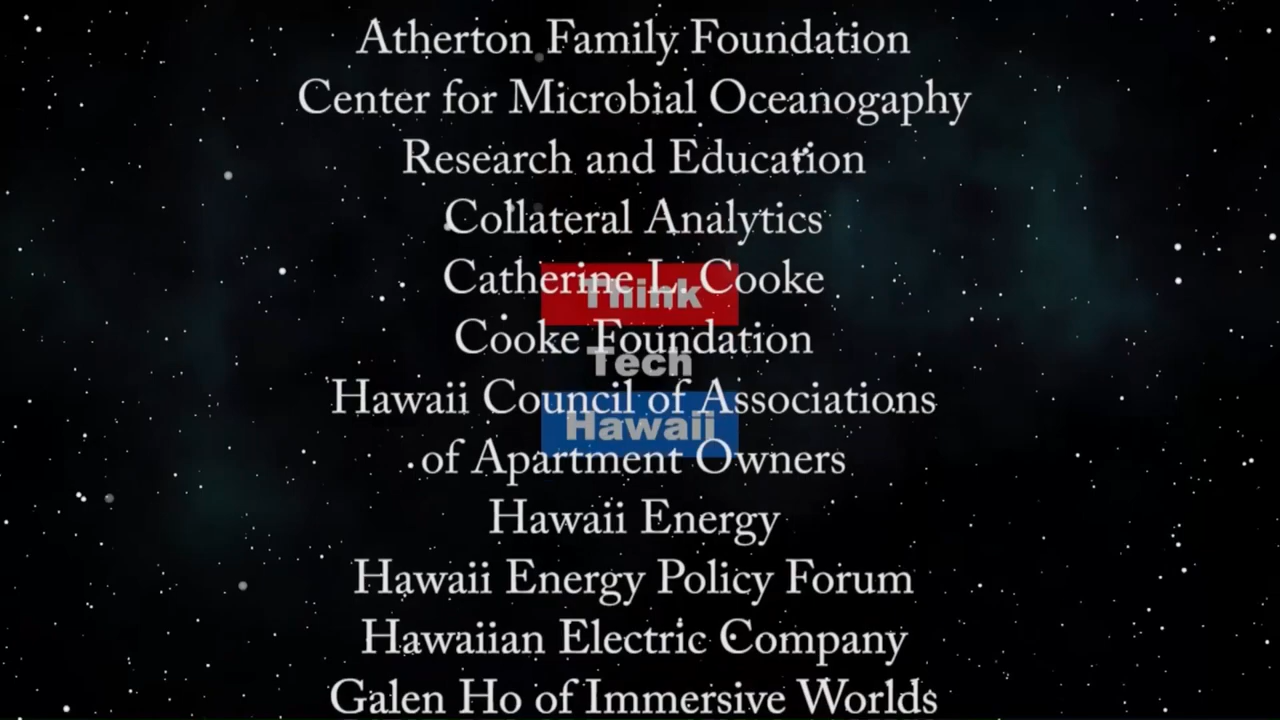 Atherton Family Foundation
Center for Microbial Oceanogaphy
Research and Education
Collateral Analytics
Catherine L. Cooke
Think
Cooke Foundation
Tech
Hawaii Council of Associations
Hawaii
of Apartment Owners
Hawaii Energy
Hawaii Energy Policy Forum
Hawaiian Electric Company
Galen Ho of Immersive Worlds